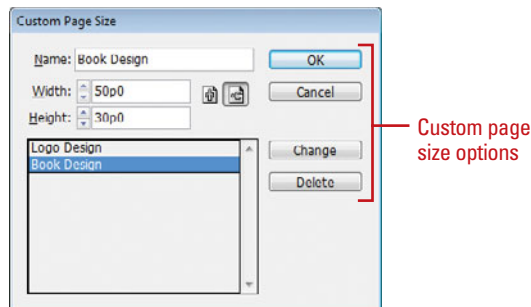 Custom Page Size
Name: Book Design
OK
Width: 50p0
Cancel
Height: 30p0
Custom page
size options
Logo Design
Change
Book Design
Delete